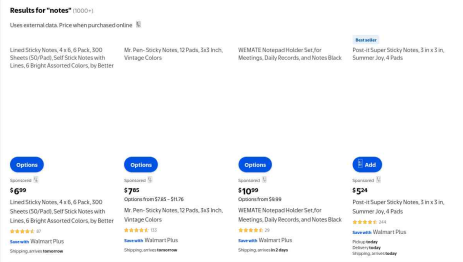 Results for "notes" (1000+)
Uses external data. Price when purchased online
Best seller
Lined Sticky Notes, 4 x 6, 6 Pack, 300
Sheets (50/Pad), Self Stick Notes with
Lines, 6 Bright Assorted Colors, by Better
Mr. Pen- Sticky Notes, 12 Pads, 3x3 Inch,
Vintage Colors
WEMATE Notepad Holder Set,for
Meetings, Daily Records, and Notes Black
Post-it Super Sticky Notes, 3 in x 3 in,
Summer Joy, 4 Pads
Options
Options
Options
Add
Sponsored
Sponsored
Sponsored
Sponsored
$6.99
Lined Sticky Notes, 4 x 6, 6 Pack, 300
Sheets (50/Pad), Self Stick Notes with
Lines, 6 Bright Assorted Colors, by Better
Save with Walmart Plus
Shipping, arrives tomorrow
$7.85
Options from $7.85 - $11.76
Mr. Pen- Sticky Notes, 12 Pads, 3x3 Inch,
Vintage Colors
Save with Walmart Plus
Shipping, arrives tomorrow
$10.99
WEMATE Notepad Holder Set,for
Meetings, Daily Records, and Notes Black
Save with Walmart Plus
Shipping, arrives in 2 days
$5.24
Post-it Super Sticky Notes, 3 in x 3 in,
Summer Joy, 4 Pads
244
Save with Walmart Plus
Pickup today
Delivery today
Shipping, arrives today